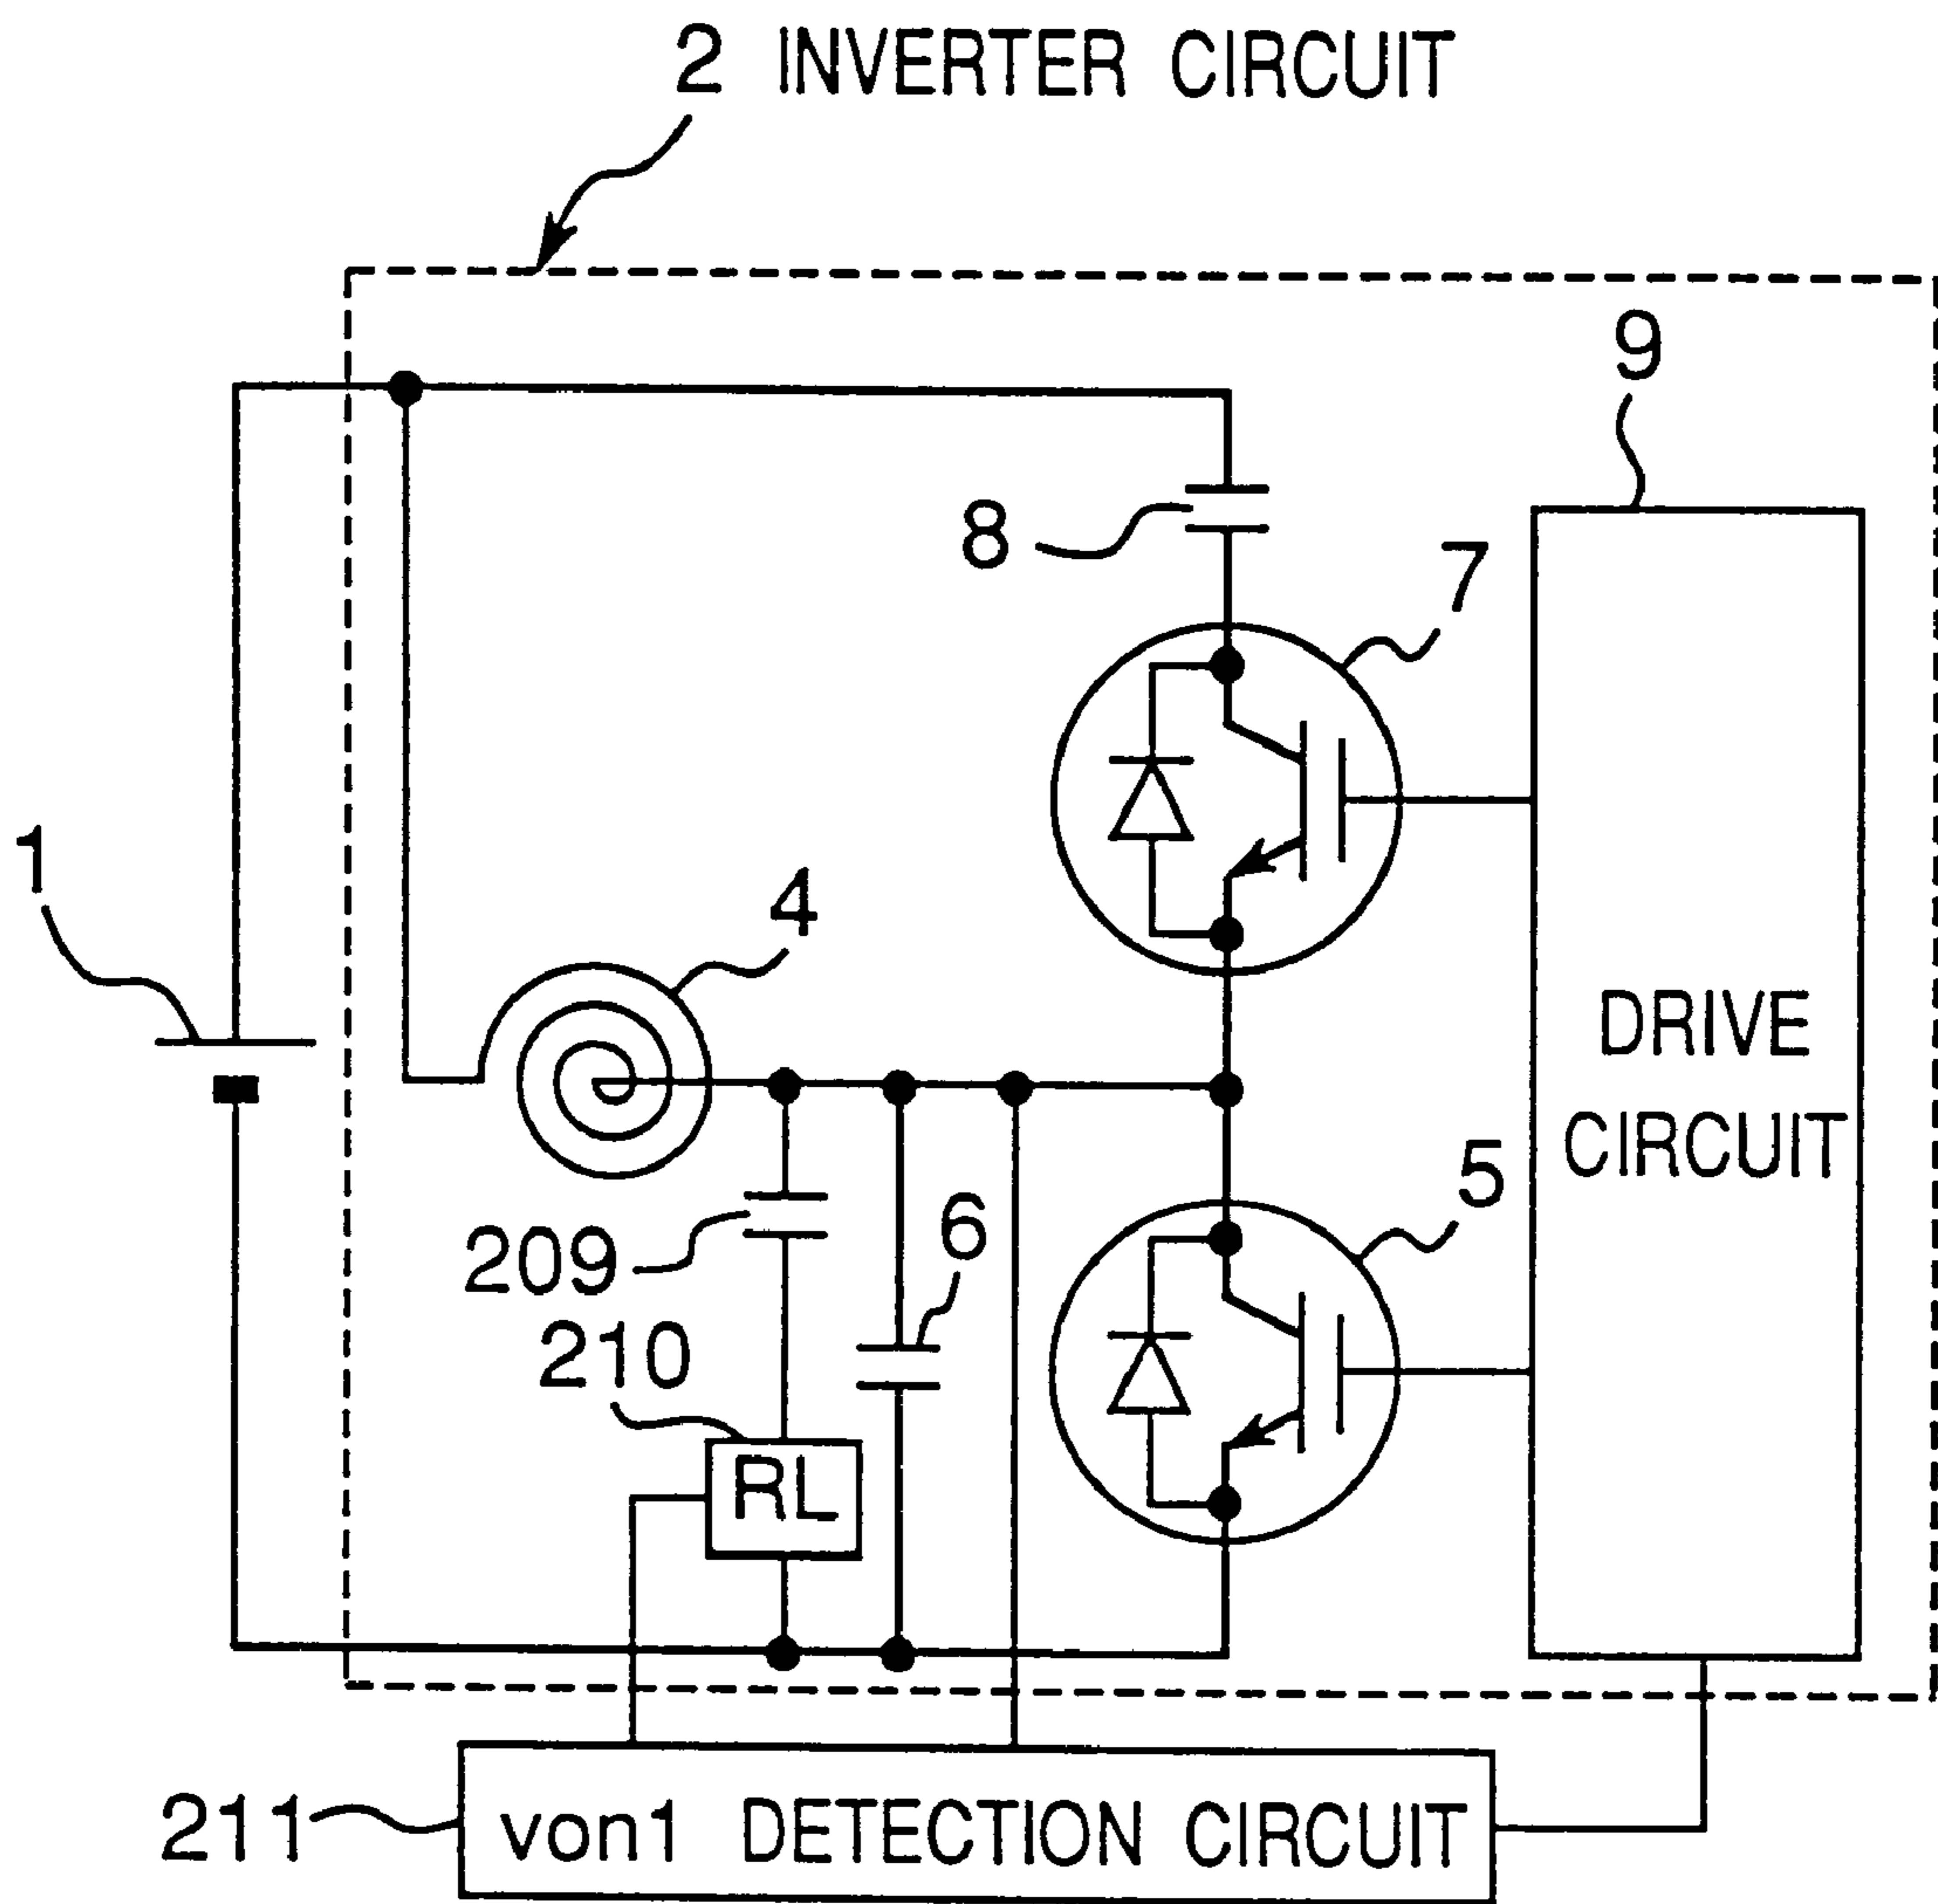 2 INVERTER CIRCUIT
9
8
7
1
4
DRIVE
CIRCUIT
5
6
209
210
RL
211
von1 DETECTION CIRCUIT